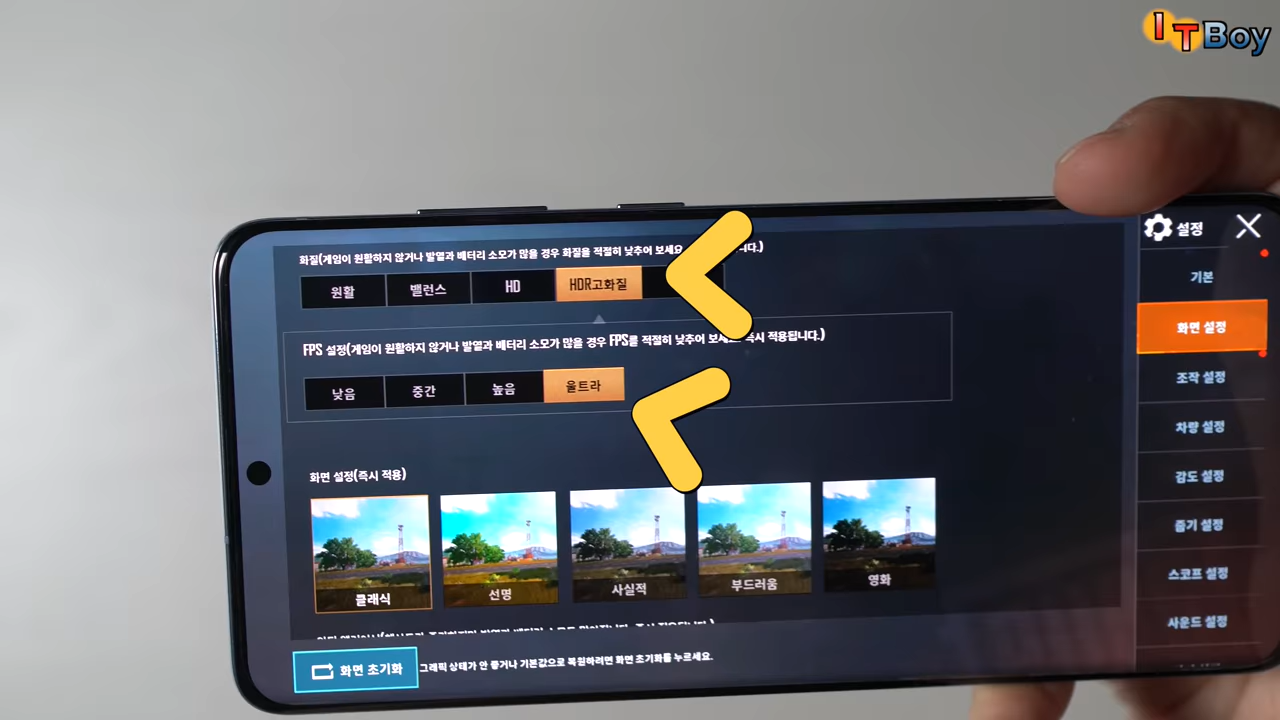 ITBoy
설정
화질(게임이 원활하지 않거나 발열과 배터리 소모가 많을 경우 화질을 적절히 낮추어 보세요
니다.)
원활
밸런스
HD
HDR고화질
FPS 설정(게임이 원활하지 않거나 발열과 배터리 소모가 많을 경우 FPS를 적절히 낮추어 보세요. 즉시 적용됩니다.)
낮음
중간
높음
울트라
화면 설정(즉시 적용)
클래식
선명
사실적
부드러움
영화
화면 초기화
그래픽 상태가 안 좋거나 기본값으로 복원하려면 화면 초기화를 누르세요.
기본
화면 설정
조작 설정
차량 설정
감도 설정
줍기 설정
스코프 설정
사운드 설정